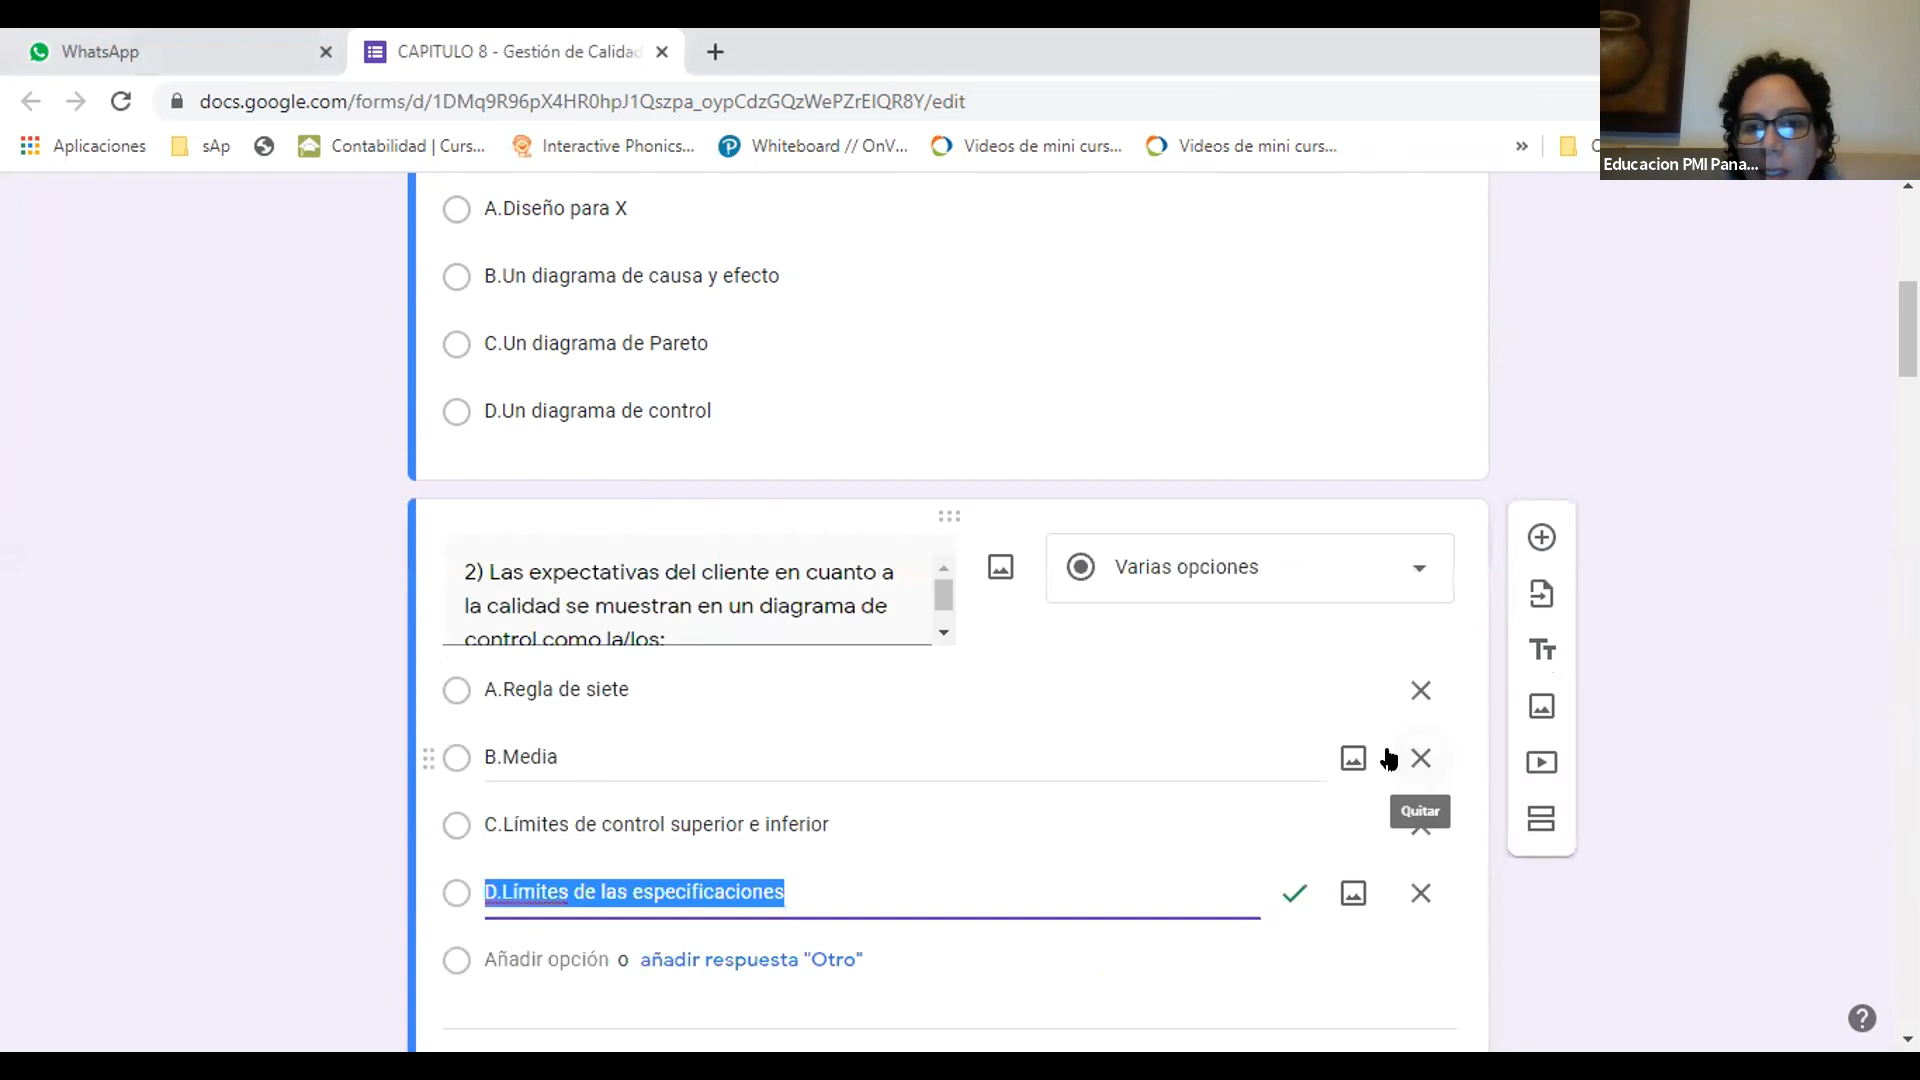 WhatsApp
CAPITULO 8 - Gestión de Calidad
docs.google.com/forms/d/1DMq9R96pX4HR0hpJ1Qszpa_oypCdzGQzWePZrElQR8Y/edit
Aplicaciones
sAp
Contabilidad | Curs...
Interactive Phonics...
Whiteboard // OnV...
Videos de mini curs...
Videos de mini curs...
Educacion PMI Pana...
A.Diseño para X
B.Un diagrama de causa y efecto
C.Un diagrama de Pareto
D.Un diagrama de control
2) Las expectativas del cliente en cuanto a
la calidad se muestran en un diagrama de
control como la/los:
Varias opciones
A.Regla de siete
B.Media
C.Límites de control superior e inferior
Quitar
D.Límites de las especificaciones
Añadir opción o añadir respuesta "Otro"